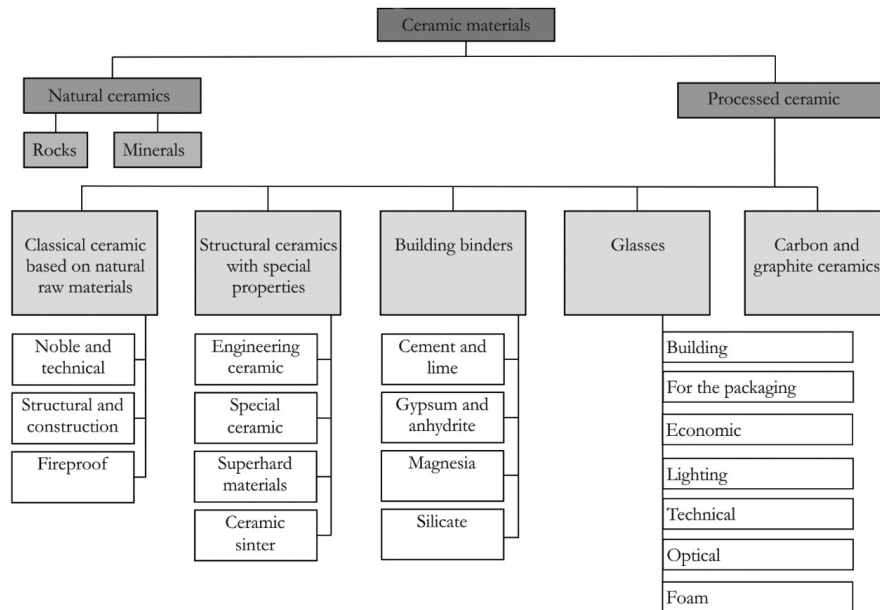 Ceramic materials
Natural ceramics
Processed ceramic
Rocks
Minerals
Classical ceramic
based on natural
raw materials
Structural ceramics
with special
properties
Building binders
Glasses
Carbon and
graphite ceramics
Noble and
technical
Structural and
construction
Fireproof
Engineering
ceramic
Special
ceramic
Superhard
materials
Ceramic
sinter
Cement and
lime
Gypsum and
anhydrite
Magnesia
Silicate
Building
For the packaging
Economic
Lighting
Technical
Optical
Foam